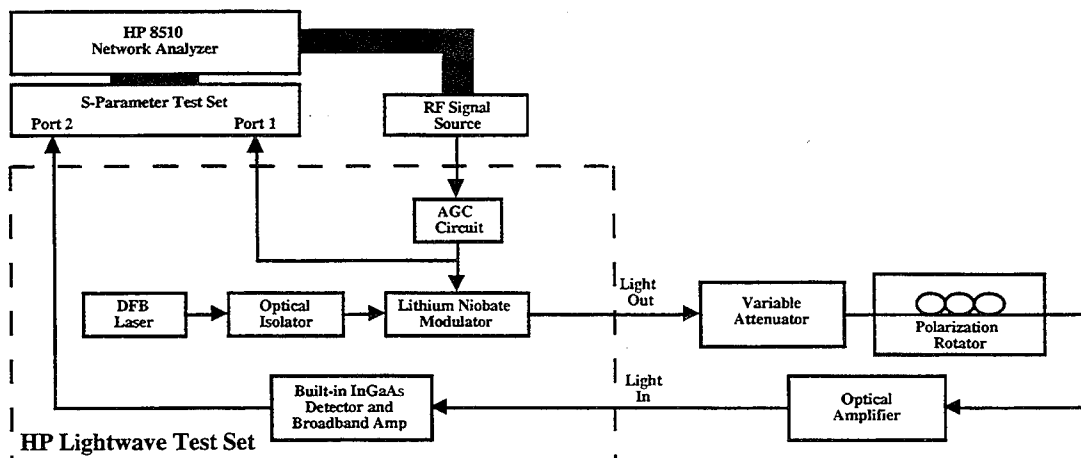 HP 8510
Network Analyzer
S-Parameter Test Set
Port 2
Port 1
RF Signal
Source
AGC
Circuit
DFB
Laser
Optical
Isolator
Lithium Niobate
Modulator
Light
Out
Variable
Attenuator
Polarization
Rotator
Built-in InGaAs
Detector and
Broadband Amp
Light
In
Optical
Amplifier
HP Lightwave Test Set